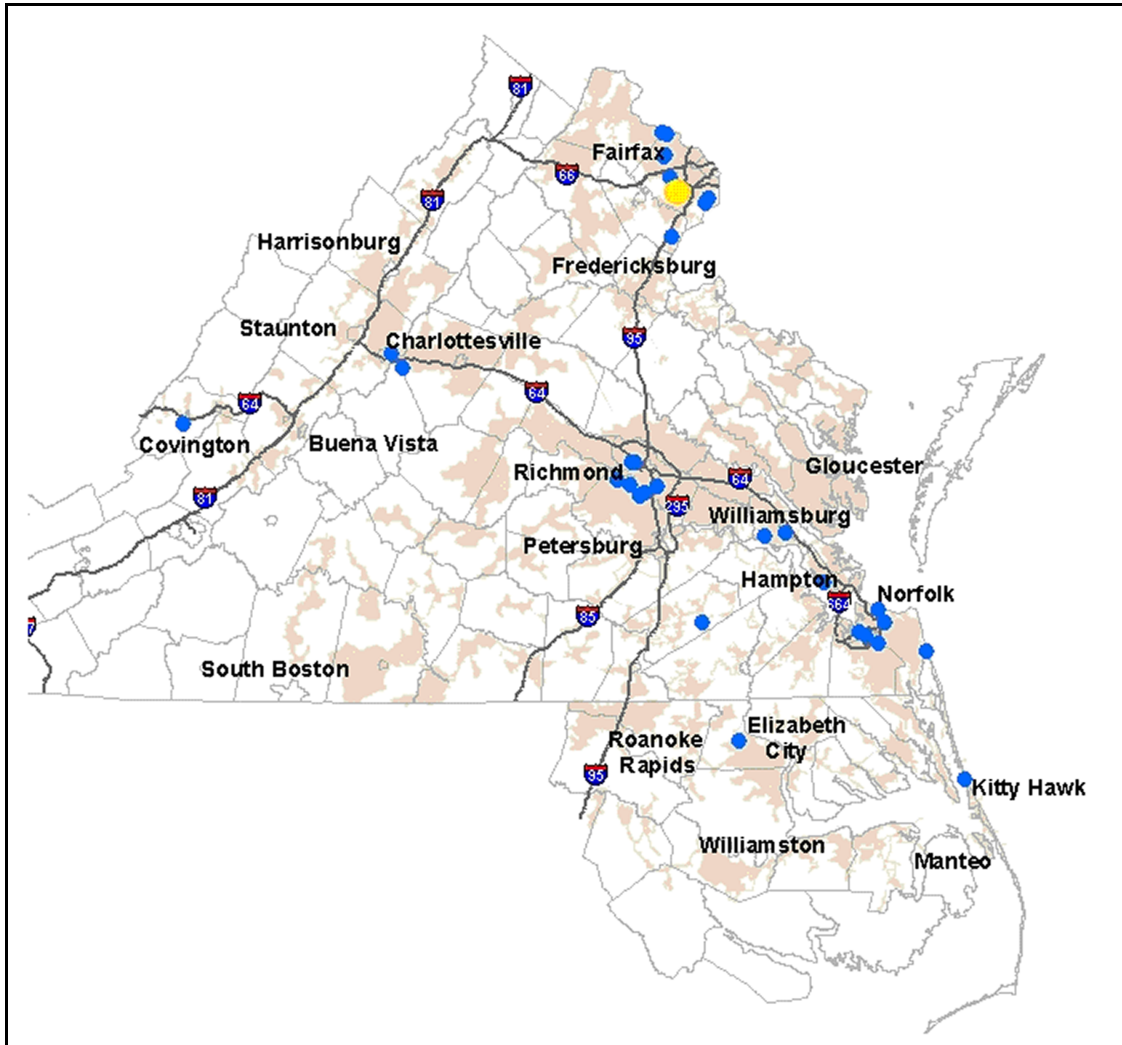 81
Fairfax
66
81
Harrisonburg
Fredericksburg
Staunton
95
Charlottesville
64
64
Covington
Buena Vista
Gloucester
Richmond
64
81
295
Williamsburg
Petersburg
Hampton
Norfolk
664
85
7
South Boston
Elizabeth
City
Roanoke
Rapids
95
Kitty Hawk
Williamston
Manteo